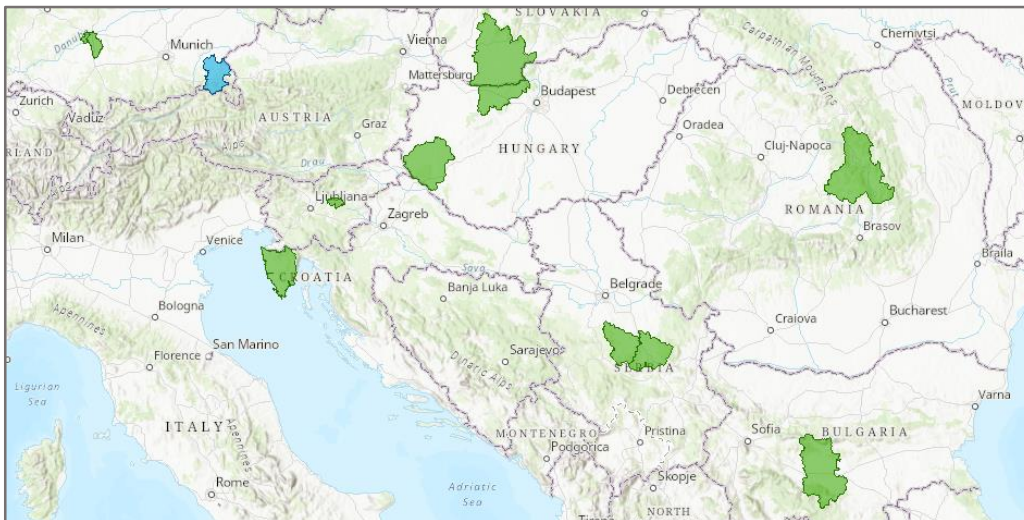 SLOVAKIA
Danube
Munich
Vienna
Chernivtsi
Carpathian Mountains
Mattersburg
Budapest
Debrecen
Prut
Zurich
Vaduz
AUSTRIA
Graz
Oradea
MOLDOV
ERLAND
Alps
Drau
HUNGARY
Cluj-Napoca
Ljubljana
Zagreb
ROMANIA
Brasov
Milan
Venice
CROATIA
Sava
Braila
Banja Luka
Belgrade
Bologna
Apennines
Craiova
Bucharest
San Marino
Florence
Sarajevo
Dinaric Alps
SERBIA
Ligurian
Sea
Varna
ITALY
Apennines
MONTENEGRO
Podgorica
Pristina
Sofia
BULGARIA
Skopje
Rome
Adriatic
Sea
NORTH